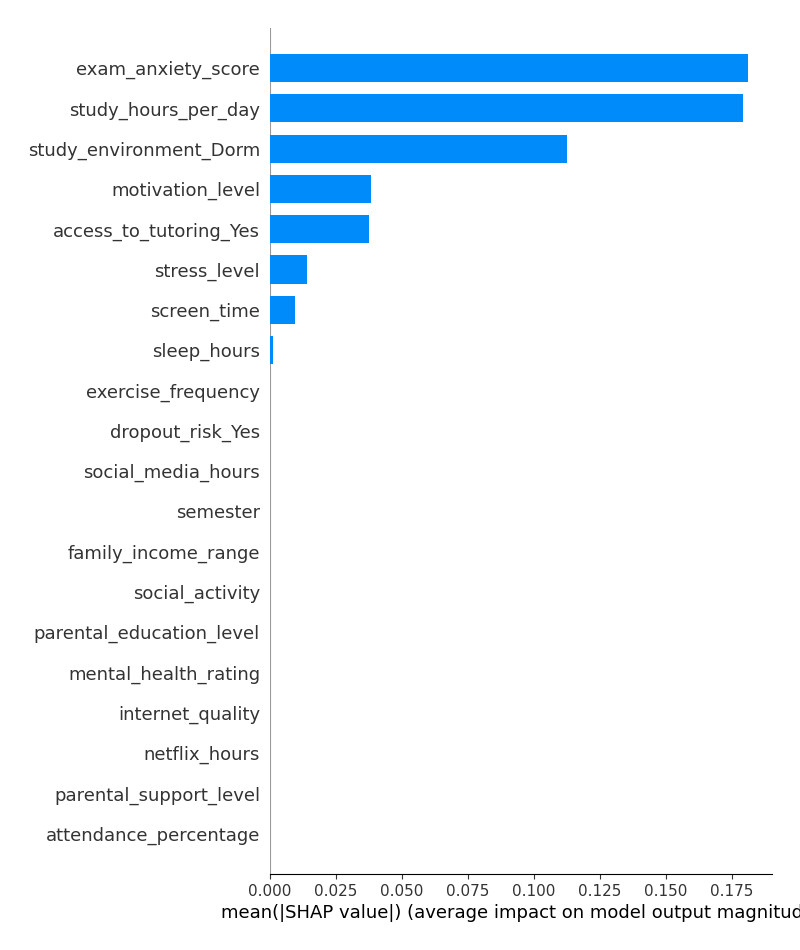 exam_anxiety_score
study_hours_per_day
study_environment_Dorm
motivation_level
access_to_tutoring_Yes
stress_level
screen_time
sleep_hours
exercise_frequency
dropout_risk_Yes
social_media_hours
semester
family_income_range
social_activity
parental_education_level
mental_health_rating
internet_quality
netflix_hours
parental_support_level
attendance_percentage
0.000 0.025 0.050 0.075 0.100 0.125 0.150 0.175
mean(|SHAP value|) (average impact on model output magnitud